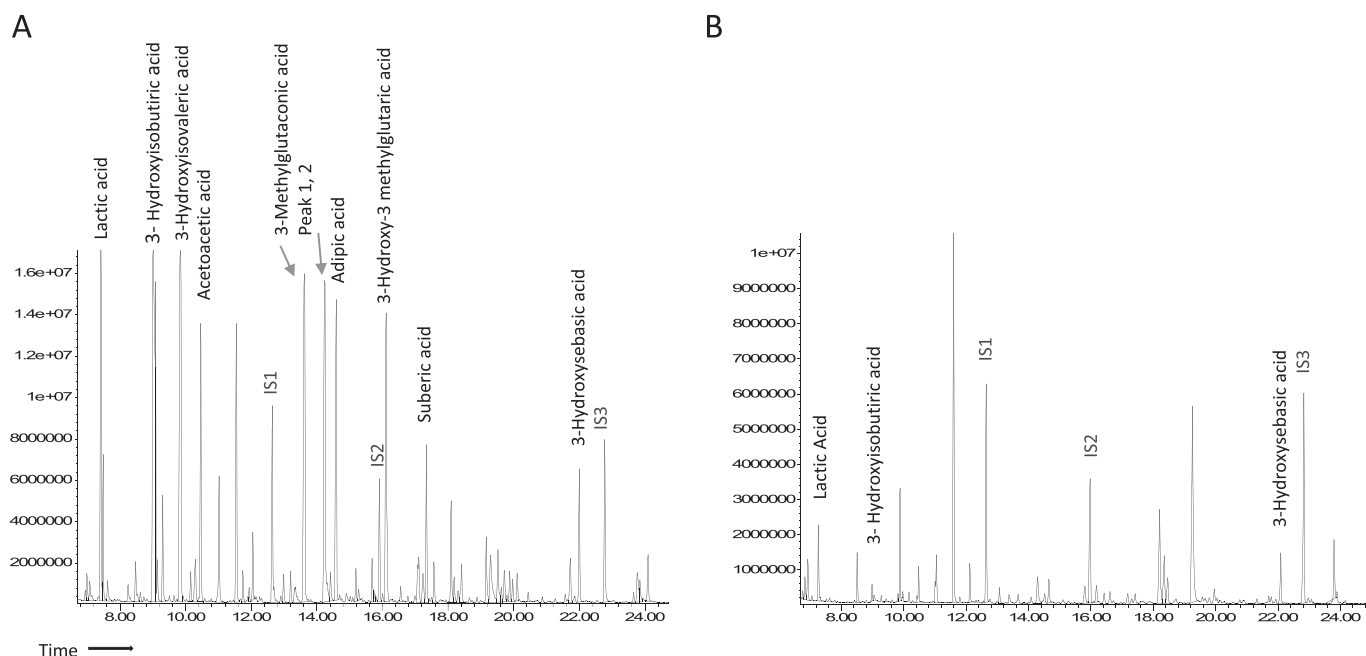 A
Lactic acid
3- Hydroxyisobutiric acid
3-Hydroxyisovaleric acid
Acetoacetic acid
IS1
3-Methylglutaconic acid
Peak 1, 2
Adipic acid
IS2
3-Hydroxy-3 methylglutaric acid
Suberic acid
3-Hydroxysebasic acid
IS3
1.6e+07
1.4e+07
1.2e+07
1e+07
8000000
6000000
4000000
2000000
8.00 10.00 12.00 14.00 16.00 18.00 20.00 22.00 24.00
Time
B
Lactic Acid
3- Hydroxyisobutiric acid
IS1
IS2
3-Hydroxysebasic acid
IS3
1e+07
9000000
8000000
7000000
6000000
5000000
4000000
3000000
2000000
1000000
8.00 10.00 12.00 14.00 16.00 18.00 20.00 22.00 24.00